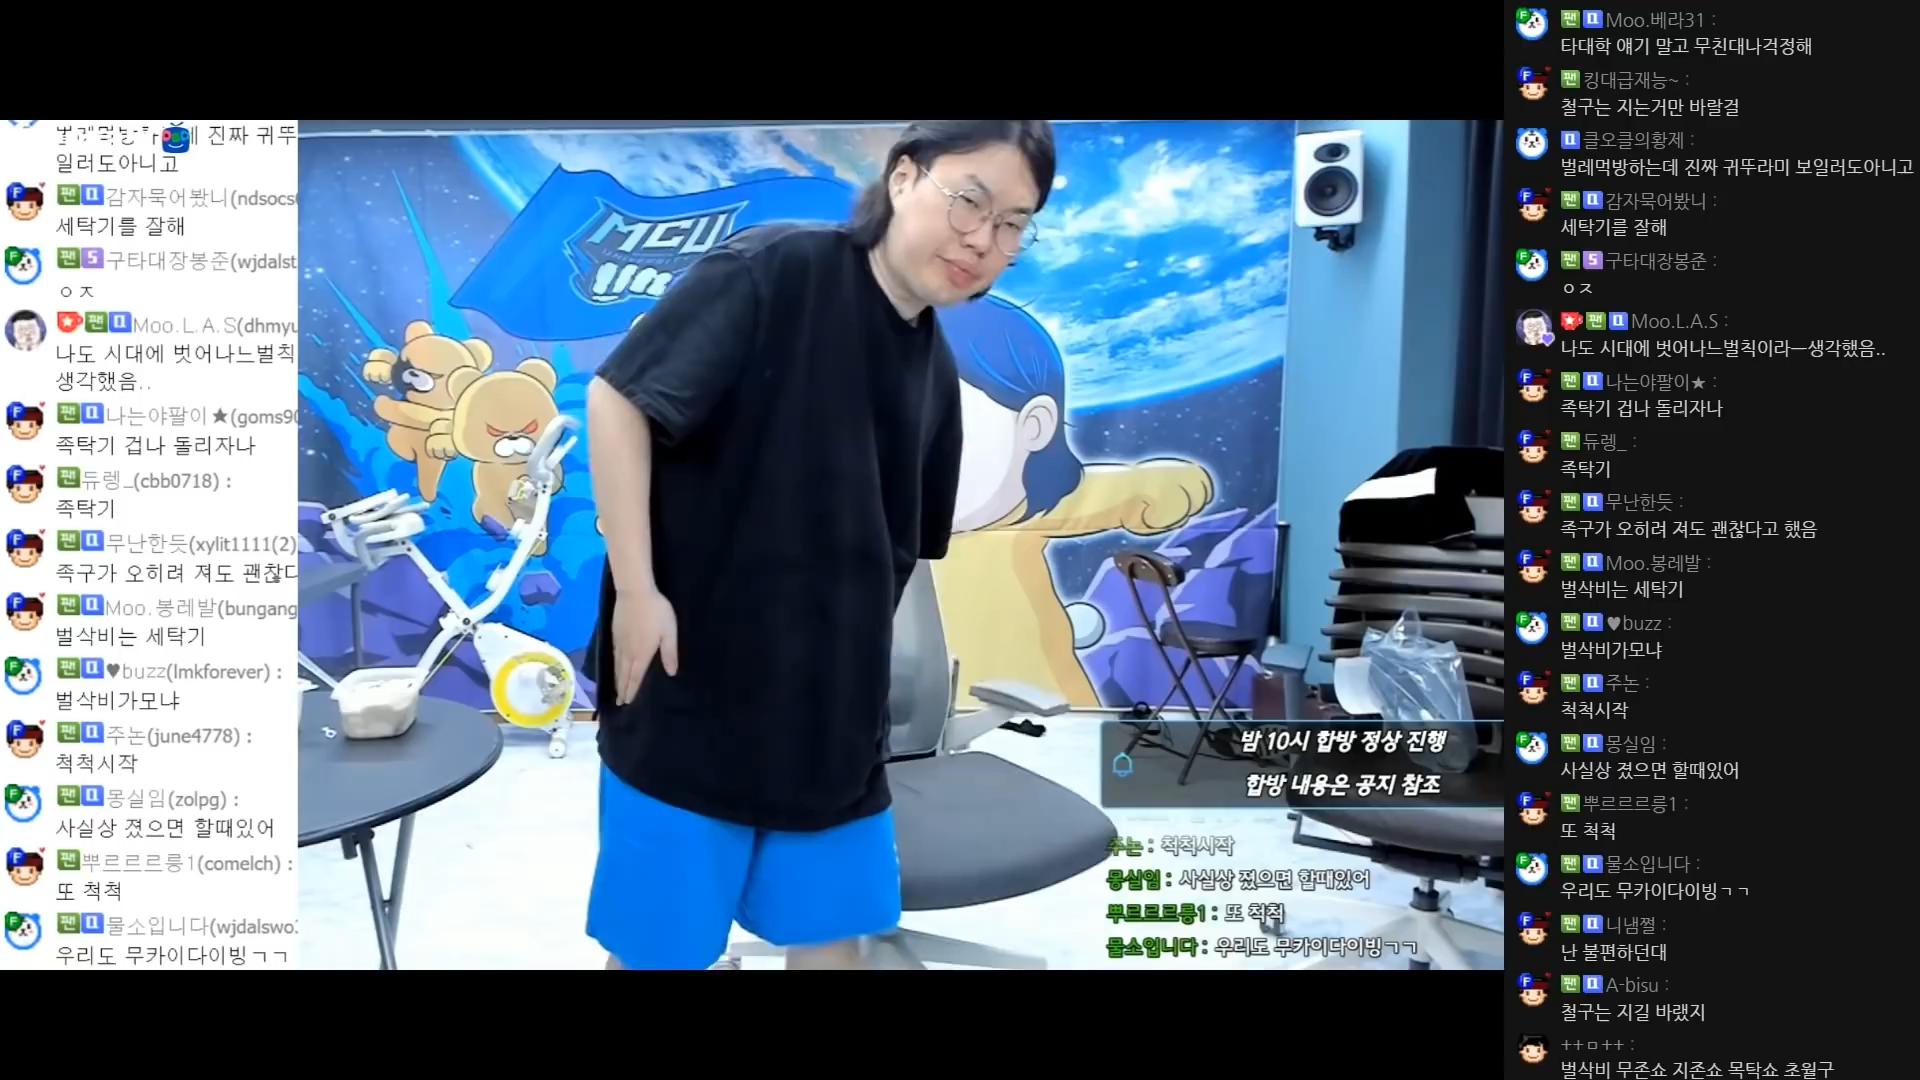 일러도아니고
감자묵어봤니(ndsocs
세탁기를 잘해
구타대장봉준(wjdalst
ㅇㅈ
Moo.L.A.S(dhmyu
나도 시대에 벗어나느벌칙
생각했음..
나는야팔이★(goms90
족탁기 겁나 돌리자나
듀렝_(cbb0718) :
족탁기
무난한듯(xylit1111(2)
족구가 오히려 져도 괜찮다
Moo.봉레발(bungang
벌삭비는 세탁기
♥buzz(lmkforever) :
벌삭비가모냐
주논(june4778) :
척척시작
몽실임(zolpg) :
사실상 졌으면 할때있어
뿌르르르릉1(comelch) :
또 척척
물소입니다(wjdalswo
우리도 무카이다이빙ㄱㄱ
MCU
밤 10시 합방 정상 진행
합방 내용은 공지 참조
주논 : 척척시작
몽실임 : 사실상 졌으면 할때있어
뿌르르르릉1 : 또 척척
물소입니다 : 우리도 무카이다이빙ㄱㄱ
팬 Moo.베라31 :
타대학 얘기 말고 무친대나걱정해
팬 킹대급재능~ :
철구는 지는거만 바랄걸
클오클의황제 :
벌레먹방하는데 진짜 귀뚜라미 보일러도아니고
팬 감자묵어봤니 :
세탁기를 잘해
팬 S 구타대장봉준 :
ㅇㅈ
팬 Moo.L.A.S :
나도 시대에 벗어나느벌칙이라ㅡ생각했음..
팬 나는야팔이★ :
족탁기 겁나 돌리자나
팬 듀렝_ :
족탁기
팬 무난한듯 :
족구가 오히려 져도 괜찮다고 했음
팬 Moo.봉레발 :
벌삭비는 세탁기
팬 ♥buzz :
벌삭비가모냐
팬 주논 :
척척시작
팬 몽실임 :
사실상 졌으면 할때있어
팬 뿌르르르릉1 :
또 척척
팬 물소입니다 :
우리도 무카이다이빙ㄱㄱ
팬 니냄쩔 :
난 불편하던대
팬 A-bisu :
철구는 지길 바랬지
++ㅁ++ :
벌삭비 무존쇼 지존쇼 목탁쇼 초월구